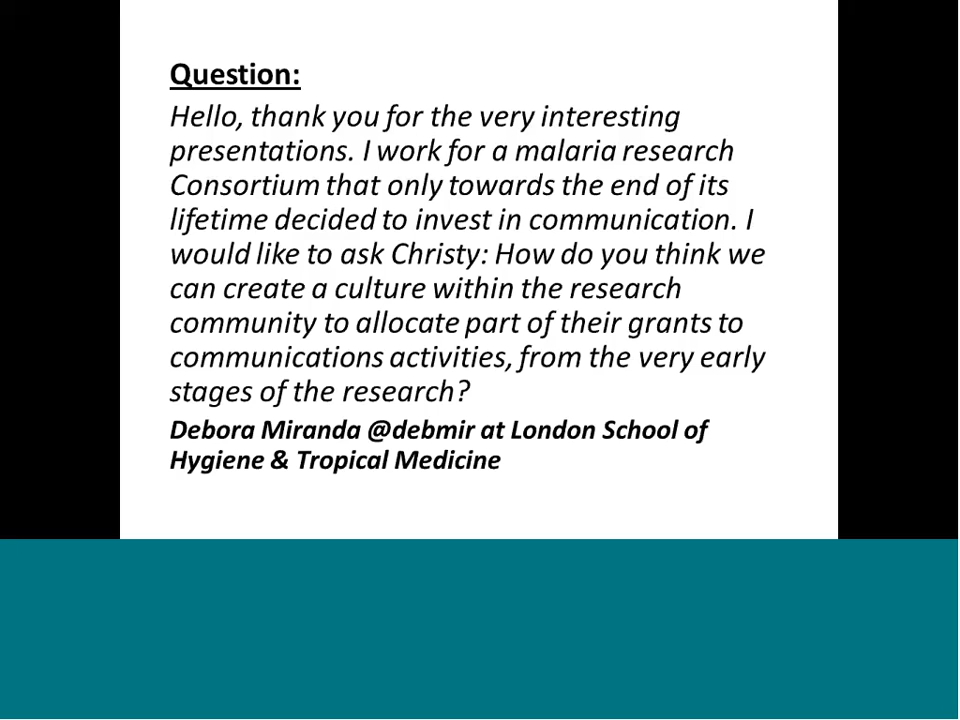 Question:
Hello, thank you for the very interesting
presentations. I work for a malaria research
Consortium that only towards the end of its
lifetime decided to invest in communication. I
would like to ask Christy: How do you think we
can create a culture within the research
community to allocate part of their grants to
communications activities, from the very early
stages of the research?
Debora Miranda @debmir at London School of
Hygiene & Tropical Medicine